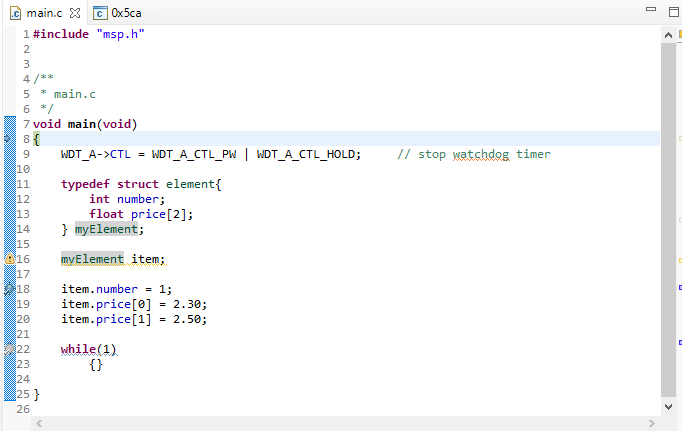 main.c 0x5ca
1 #include "msp.h"
2
3
4 /**
5  * main.c
6  */
7 void main(void)
8 {
9     WDT_A->CTL = WDT_A_CTL_PW | WDT_A_CTL_HOLD;     // stop watchdog timer
10
11     typedef struct element{
12         int number;
13         float price[2];
14     } myElement;
15
16     myElement item;
17
18     item.number = 1;
19     item.price[0] = 2.30;
20     item.price[1] = 2.50;
21
22     while(1)
23         {}
24
25 }
26